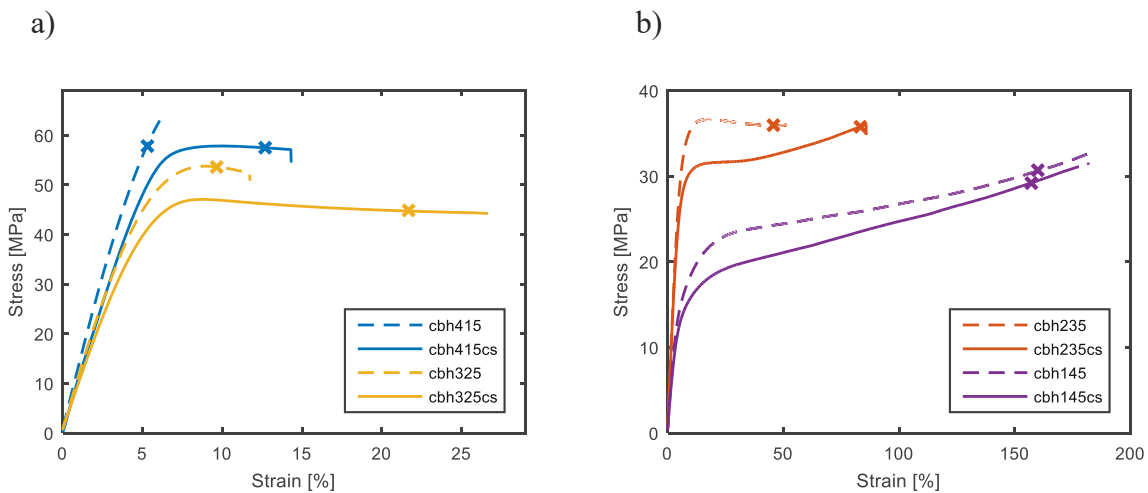 a)
Stress [MPa]
60
50
40
30
20
10
0
0 5 10 15 20 25
Strain [%]
cbh415
cbh415cs
cbh325
cbh325cs
b)
Stress [MPa]
40
30
20
10
0
0 50 100 150 200
Strain [%]
cbh235
cbh235cs
cbh145
cbh145cs